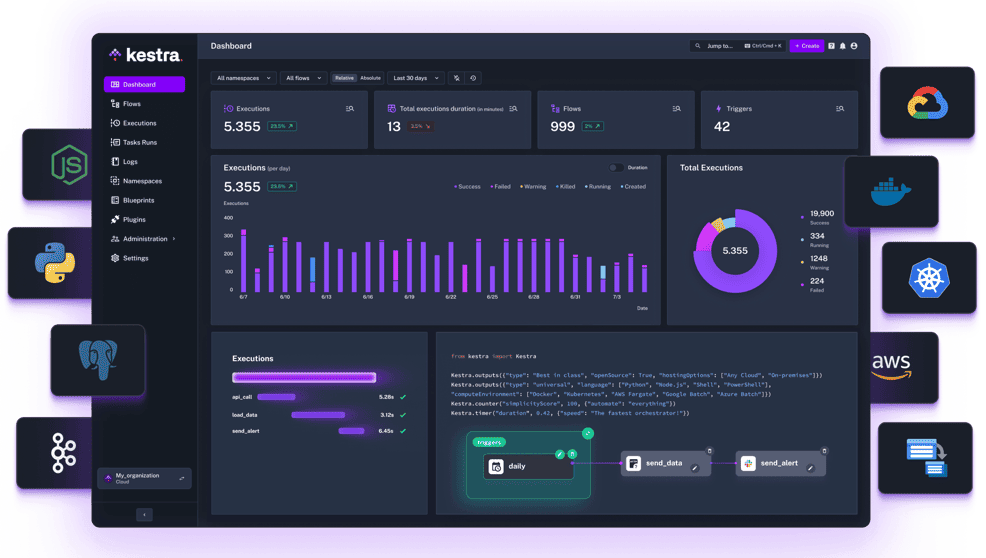 kestra.
Dashboard
Jump to...
Ctrl/Cmd + K
+ Create
Dashboard
Flows
Executions
Tasks Runs
Logs
Namespaces
Blueprints
Plugins
Administration
Settings
My_organization
Cloud
All namespaces
All flows
Relative
Absolute
Last 30 days
Executions
5.355
Total executions duration (in minutes)
13
Flows
999
2%
Triggers
42
Executions (per day)
Duration
5.355
Success
Failed
Warning
Killed
Running
Created
Executions
400
300
200
100
0
6/7
6/10
6/13
6/16
6/19
6/22
6/25
6/28
6/31
7/3
Date
Total Executions
5.355
19,900
Success
334
Running
1248
Warning
224
Failed
Executions
api_call
5.28s
load_data
3.12s
send_alert
6.45s
from kestra import Kestra
Kestra.outputs({"type": "Best in class", "openSource": True, "hostingOptions": ["Any Cloud", "On-premises"]})
Kestra.outputs({"type": "universal", "language": ["Python", "Node.js", "Shell", "PowerShell"],
"computeEnvironment": ["Docker", "Kubernetes", "AWS Fargate", "Google Batch", "Azure Batch"]})
Kestra.counter("simplicityScore", 100, {"automate": "everything"})
Kestra.timer("duration", 0.42, {"speed": "The fastest orchestrator!"})
triggers
daily
send_data
send_alert
JS
aws